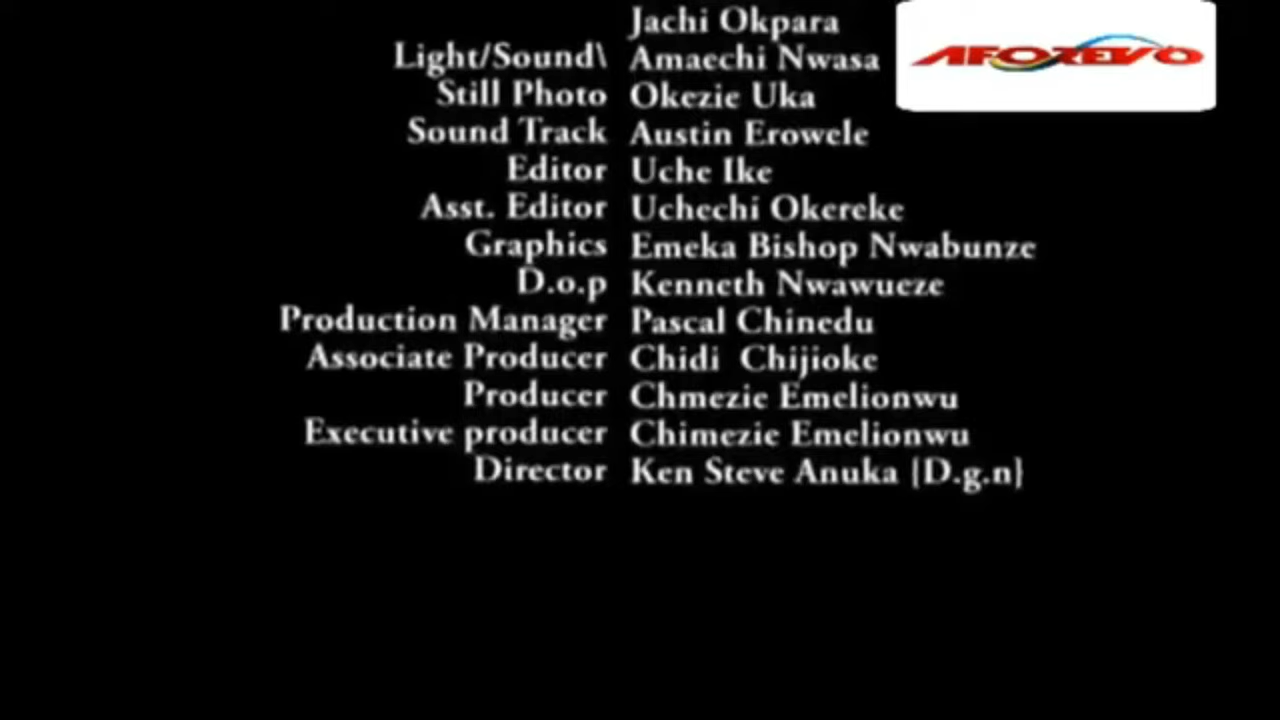 Jachi Okpara
AFOREVO
Light/Sound\ Amaechi Nwasa
Still Photo Okezie Uka
Sound Track Austin Erowele
Editor Uche Ike
Asst. Editor Uchechi Okereke
Graphics Emeka Bishop Nwabunze
D.o.p Kenneth Nwawueze
Production Manager Pascal Chinedu
Associate Producer Chidi Chijioke
Producer Chmezie Emelionwu
Executive producer Chimezie Emelionwu
Director Ken Steve Anuka {D.g.n}